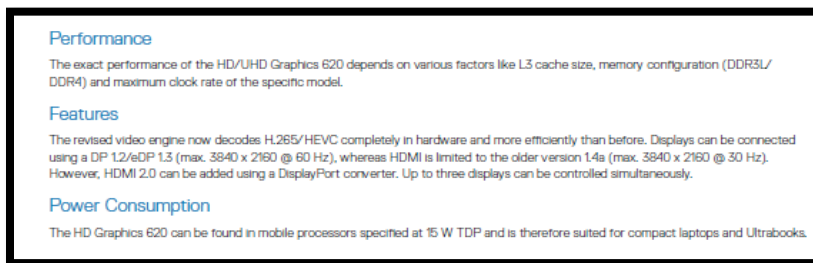 Performance
The exact performance of the HD/UHD Graphics 620 depends on various factors like L3 cache size, memory configuration (DDR3L/
DDR4) and maximum clock rate of the specific model.
Features
The revised video engine now decodes H.265/HEVC completely in hardware and more efficiently than before. Displays can be connected
using a DP 1.2/eDP 1.3 (max. 3840 x 2160 @ 60 Hz), whereas HDMI is limited to the older version 1.4a (max. 3840 x 2160 @ 30 Hz).
However, HDMI 2.0 can be added using a DisplayPort converter. Up to three displays can be controlled simultaneously.
Power Consumption
The HD Graphics 620 can be found in mobile processors specified at 15 W TDP and is therefore suited for compact laptops and Ultrabooks.